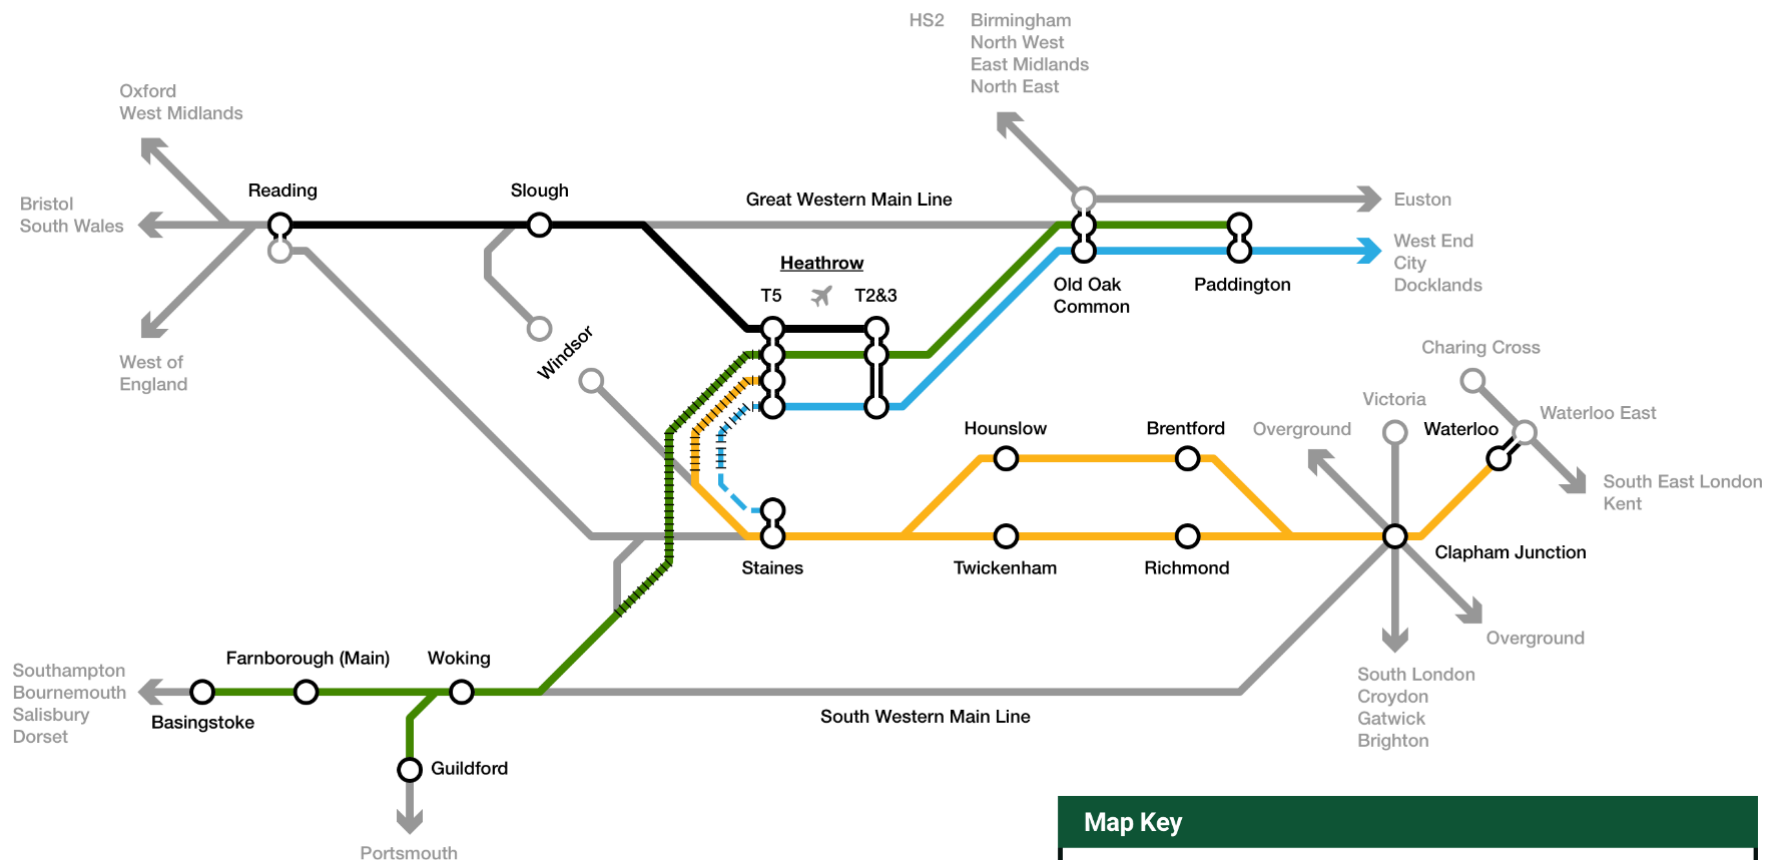 HS2
Birmingham
North West
East Midlands
North East
Oxford
West Midlands
Reading
Slough
Great Western Main Line
Euston
Bristol
South Wales
West End
City
Docklands
Heathrow
T5
T2&3
Old Oak
Common
Paddington
West of
England
Windsor
Charing Cross
Victoria
Waterloo East
Overground
Waterloo
Hounslow
Brentford
South East London
Kent
Staines
Twickenham
Richmond
Clapham Junction
Overground
Farnborough (Main)
Woking
Southampton
Bournemouth
Salisbury
Dorset
Basingstoke
South Western Main Line
South London
Croydon
Gatwick
Brighton
Guildford
Portsmouth
Map Key